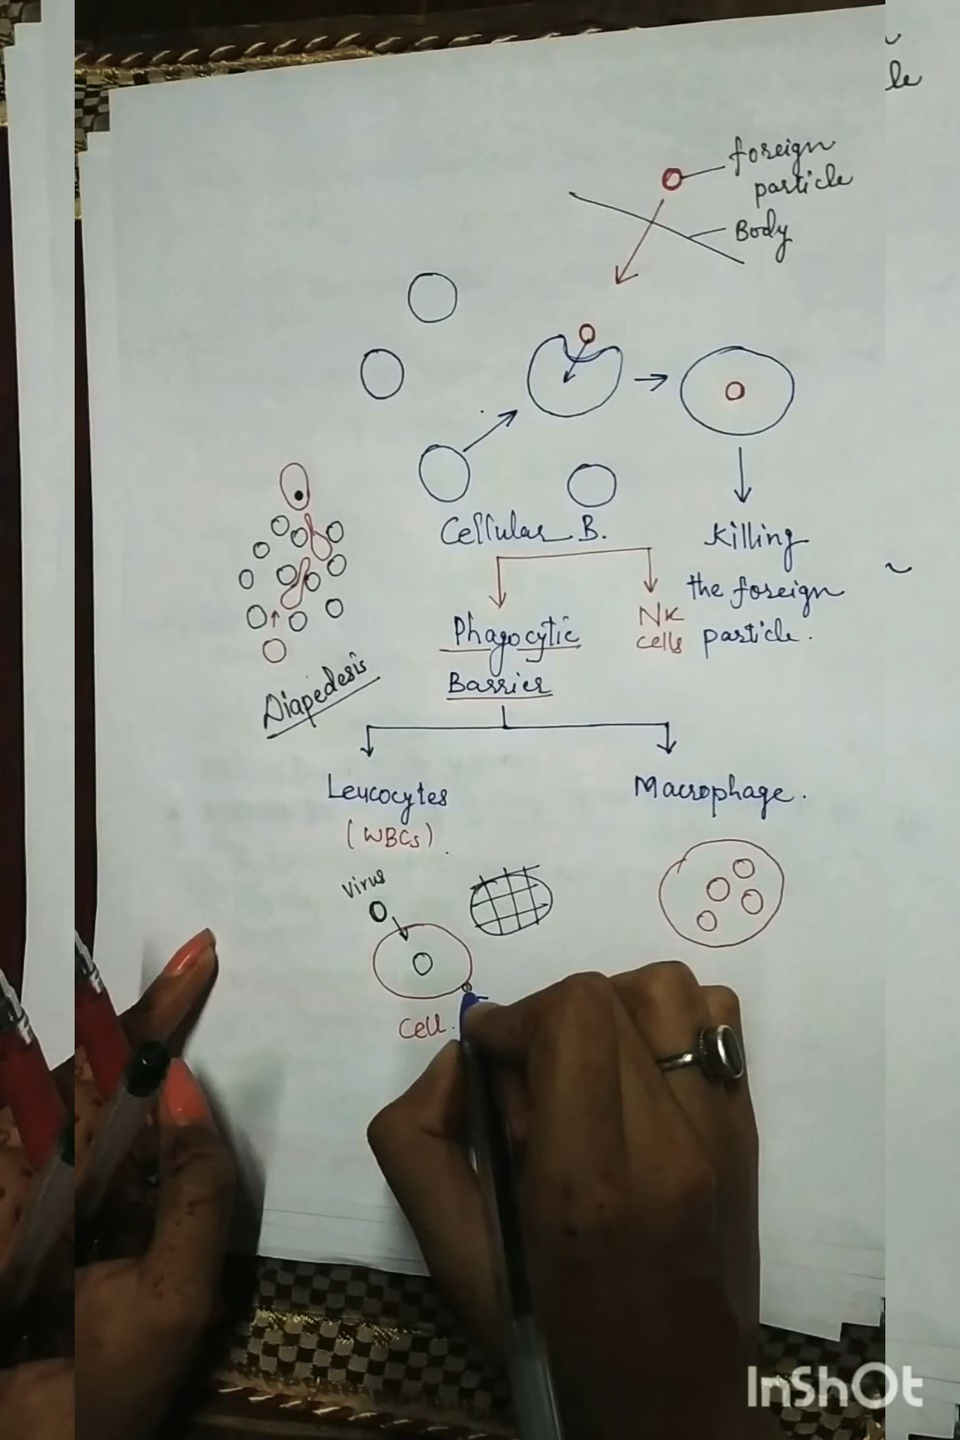 le
foreign
particle
Body
Cellular B.
Killing
the foreign
particle.
NK
cells
Phagocytic
Barrier
Diapedesis
Leucocytes
(WBCs).
Macrophage.
Virus
Cell.
InShOt